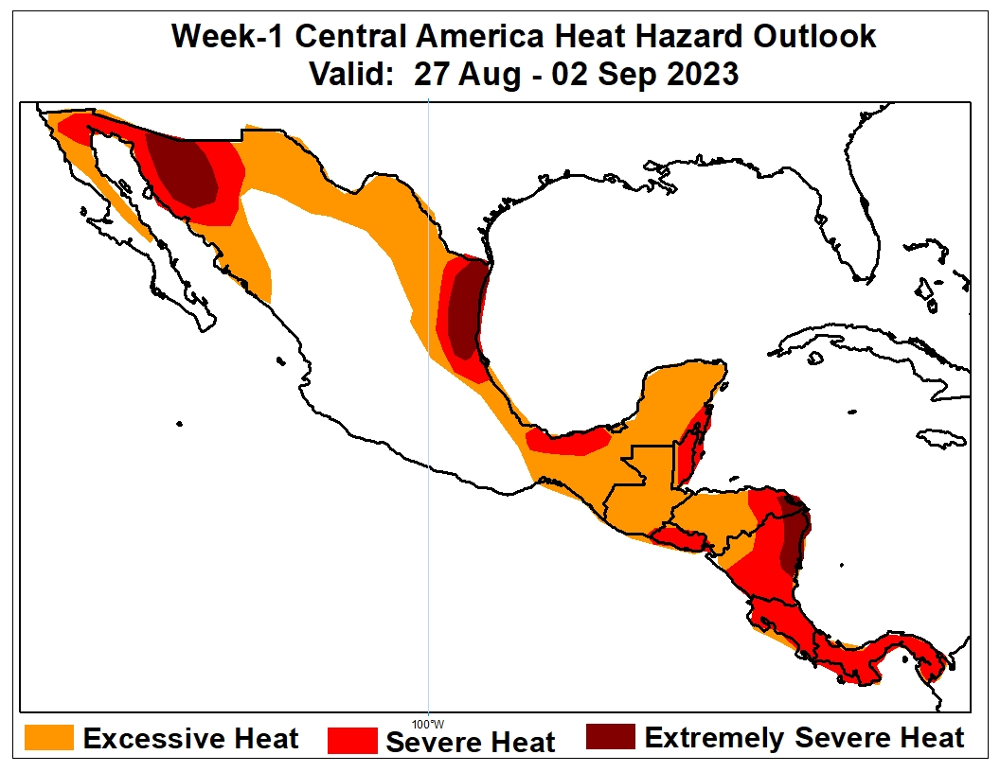 Week-1 Central America Heat Hazard Outlook
Valid:  27 Aug - 02 Sep 2023
100°W
Excessive Heat
Severe Heat
Extremely Severe Heat